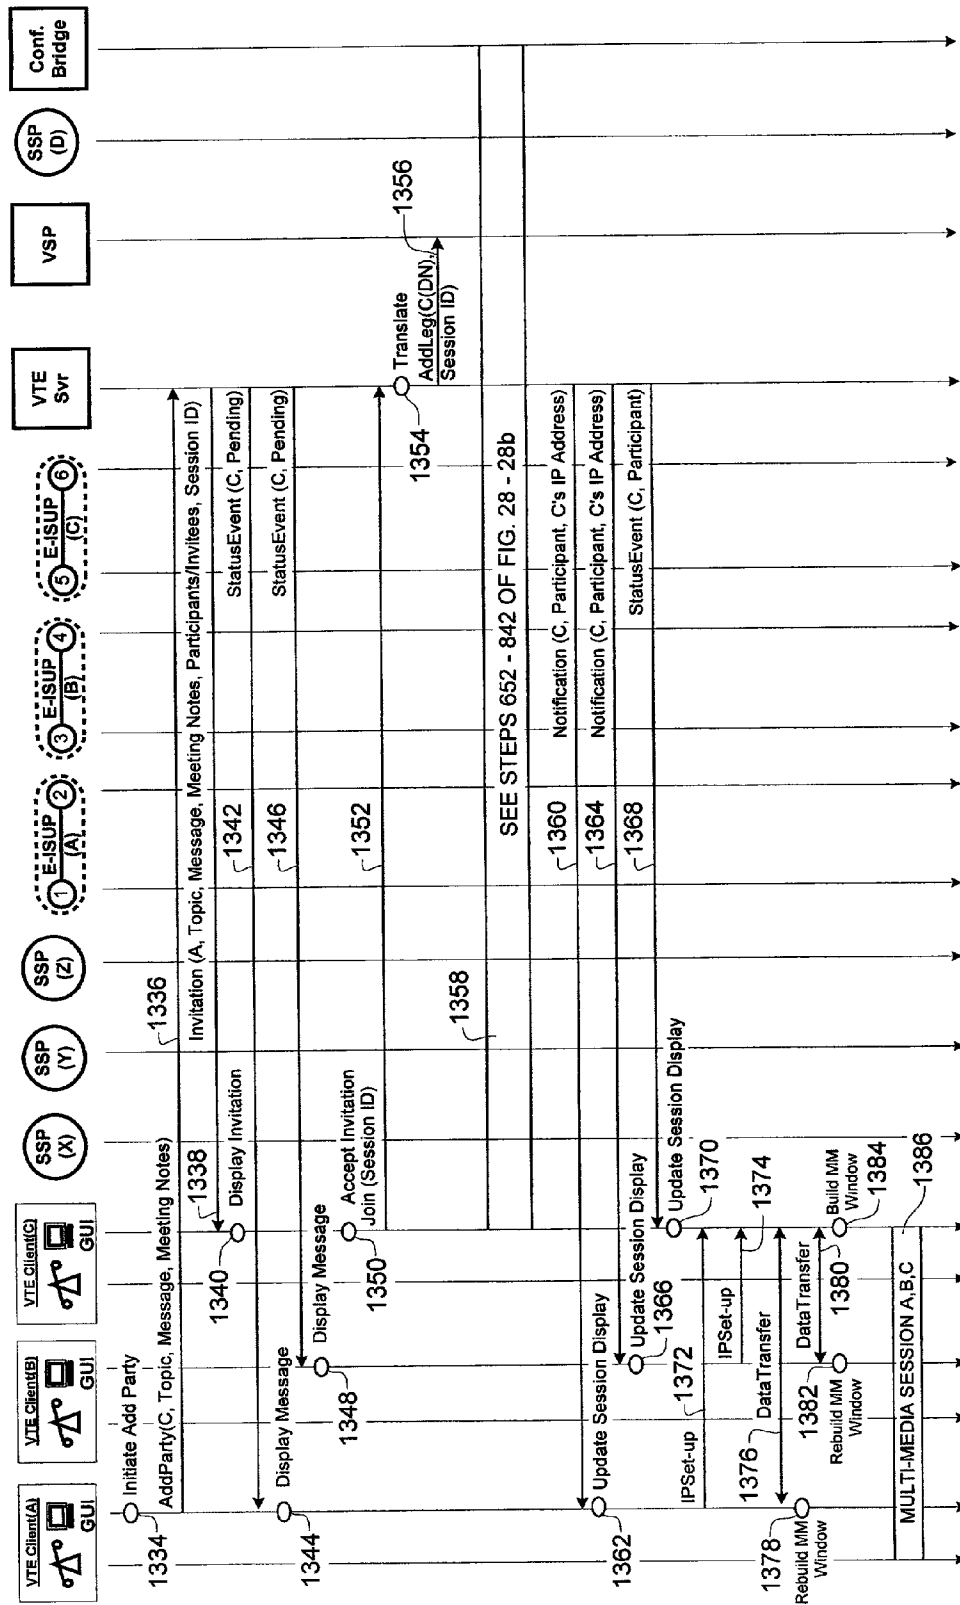 VTE Client(A)
GUI
VTE Client(B)
GUI
VTE Client(C)
GUI
SSP
(X)
SSP
(Y)
SSP
(Z)
1
E-ISUP
(A)
2
3
E-ISUP
(B)
4
5
E-ISUP
(C)
6
VTE
Svr
VSP
SSP
(D)
Conf.
Bridge
Initiate Add Party
1334
AddParty(C, Topic, Message, Meeting Notes)
1336
Invitation (A, Topic, Message, Meeting Notes, Participants/Invitees, Session ID)
1338
Display Invitation
1340
StatusEvent (C, Pending)
1342
Display Message
1344
StatusEvent (C, Pending)
1346
Display Message
1348
Accept Invitation
Join (Session ID)
1350
1352
Translate
1354
AddLeg(C(DN),
Session ID)
1356
SEE STEPS 652 - 842 OF FIG. 28 - 28b
1358
Notification (C, Participant, C's IP Address)
1360
Update Session Display
1362
Notification (C, Participant, C's IP Address)
1364
Update Session Display
1366
StatusEvent (C, Participant)
1368
Update Session Display
1370
IPSet-up
1372
IPSet-up
1374
DataTransfer
1376
Rebuild MM
Window
1378
DataTransfer
1380
Rebuild MM
Window
1382
Build MM
Window
1384
MULTI-MEDIA SESSION A,B,C
1386